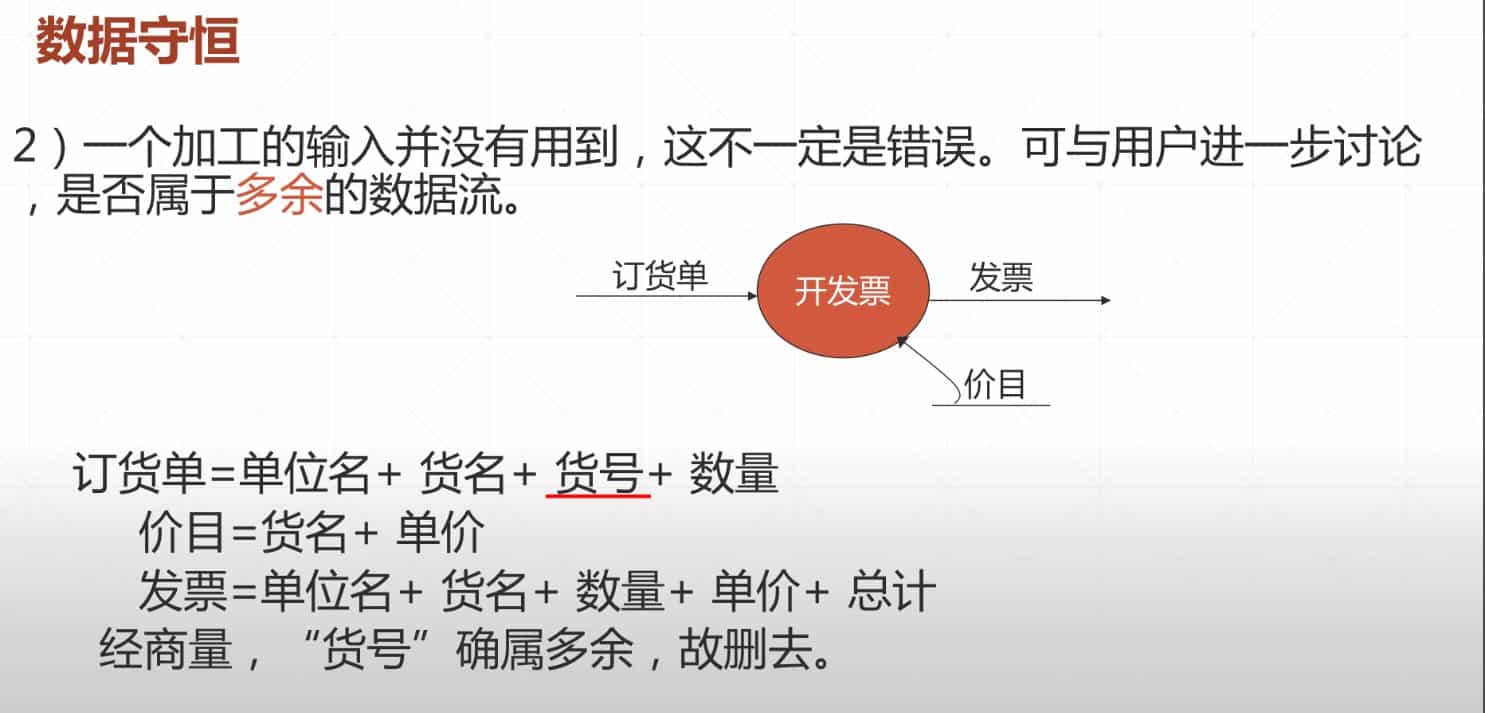 数据守恒
2）一个加工的输入并没有用到，这不一定是错误。可与用户进一步讨论
，是否属于多余的数据流。
订货单
开发票
发票
价目
订货单=单位名+ 货名+ 货号+ 数量
价目=货名+ 单价
发票=单位名+ 货名+ 数量+ 单价+ 总计
经商量，“货号”确属多余，故删去。